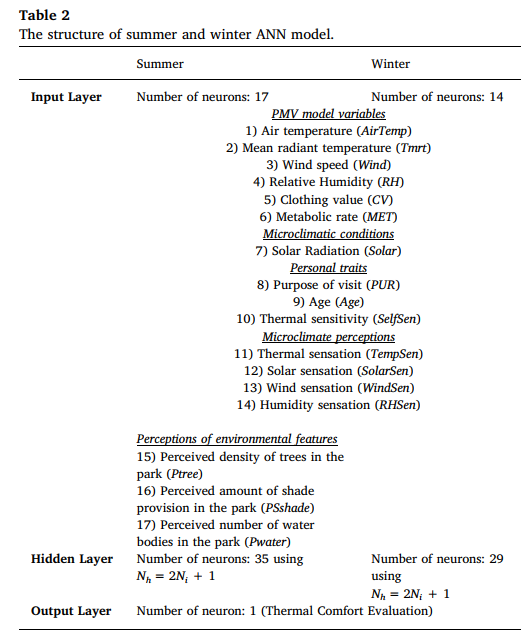 Table 2
The structure of summer and winter ANN model.
Summer Winter
Input Layer Number of neurons: 17 Number of neurons: 14
PMV model variables
1) Air temperature (AirTemp)
2) Mean radiant temperature (Tmrt)
3) Wind speed (Wind)
4) Relative Humidity (RH)
5) Clothing value (CV)
6) Metabolic rate (MET)
Microclimatic conditions
7) Solar Radiation (Solar)
Personal traits
8) Purpose of visit (PUR)
9) Age (Age)
10) Thermal sensitivity (SelfSen)
Microclimate perceptions
11) Thermal sensation (TempSen)
12) Solar sensation (SolarSen)
13) Wind sensation (WindSen)
14) Humidity sensation (RHSen)
Perceptions of environmental features
15) Perceived density of trees in the
park (Ptree)
16) Perceived amount of shade
provision in the park (PSshade)
17) Perceived number of water
bodies in the park (Pwater)
Hidden Layer Number of neurons: 35 using Number of neurons: 29
Nh = 2Ni + 1 using
Nh = 2Ni + 1
Output Layer Number of neuron: 1 (Thermal Comfort Evaluation)